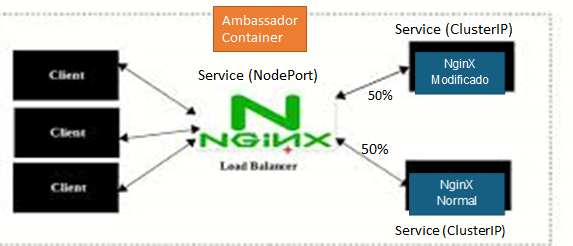 Ambassador
Container
Service (NodePort)
Service (ClusterIP)
Client
Client
Client
NGINX
Load Balancer
50%
50%
NginX
Modificado
NginX
Normal
Service (ClusterIP)